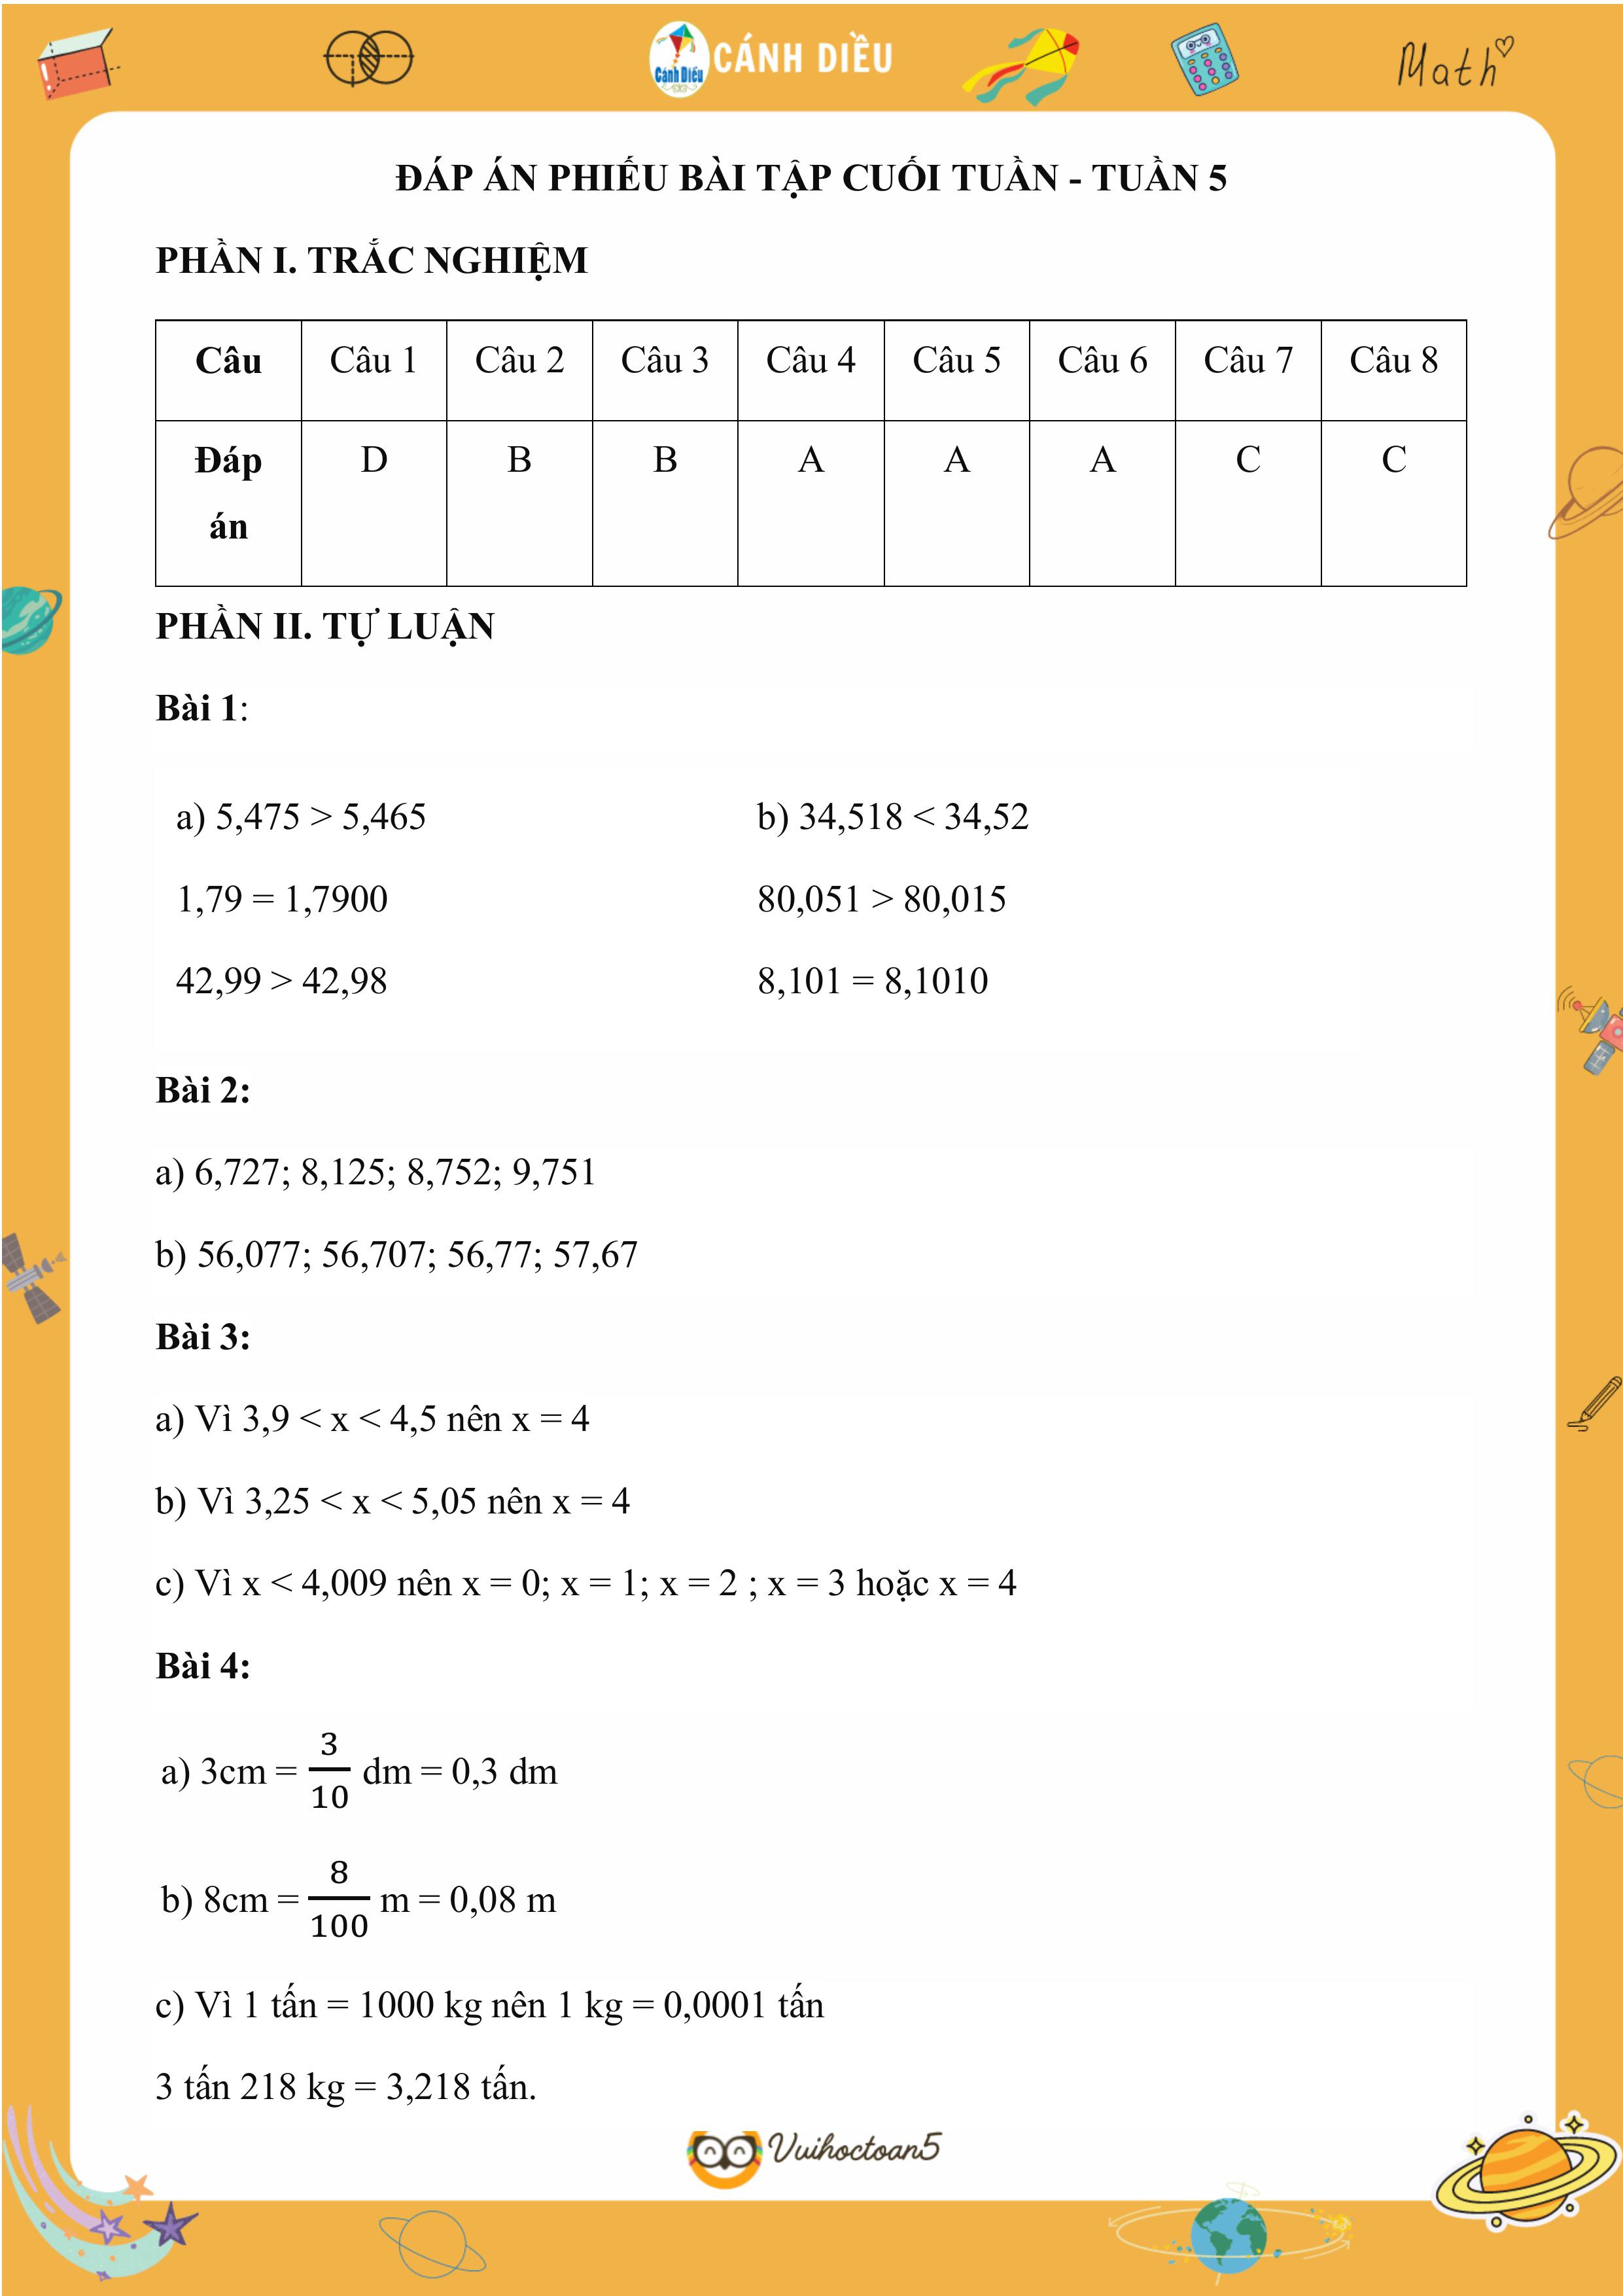 Cánh Diều CÁNH DIỀU
Math
ĐÁP ÁN PHIẾU BÀI TẬP CUỐI TUẦN - TUẦN 5
PHẦN I. TRẮC NGHIỆM
Câu Câu 1 Câu 2 Câu 3 Câu 4 Câu 5 Câu 6 Câu 7 Câu 8
Đáp án D B B A A A C C
PHẦN II. TỰ LUẬN
Bài 1:
a) 5,475 > 5,465 b) 34,518 < 34,52
1,79 = 1,7900 80,051 > 80,015
42,99 > 42,98 8,101 = 8,1010
Bài 2:
a) 6,727; 8,125; 8,752; 9,751
b) 56,077; 56,707; 56,77; 57,67
Bài 3:
a) Vì 3,9 < x < 4,5 nên x = 4
b) Vì 3,25 < x < 5,05 nên x = 4
c) Vì x < 4,009 nên x = 0; x = 1; x = 2 ; x = 3 hoặc x = 4
Bài 4:
a) 3cm = 3/10 dm = 0,3 dm
b) 8cm = 8/100 m = 0,08 m
c) Vì 1 tấn = 1000 kg nên 1 kg = 0,0001 tấn
3 tấn 218 kg = 3,218 tấn.
Vuihoctoan5